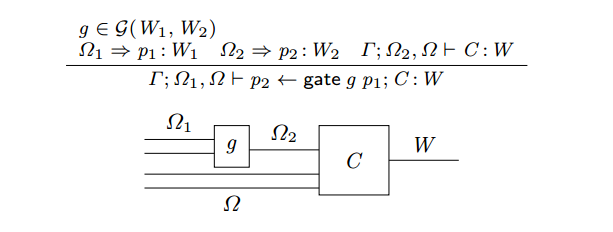 g ∈ 𝒢(W₁, W₂)
Ω₁ ⇒ p₁ : W₁ Ω₂ ⇒ p₂ : W₂ Γ; Ω₂, Ω ⊢ C : W
Γ; Ω₁, Ω ⊢ p₂ ← gate g p₁; C : W
Ω₁
g
Ω₂
C
W
Ω